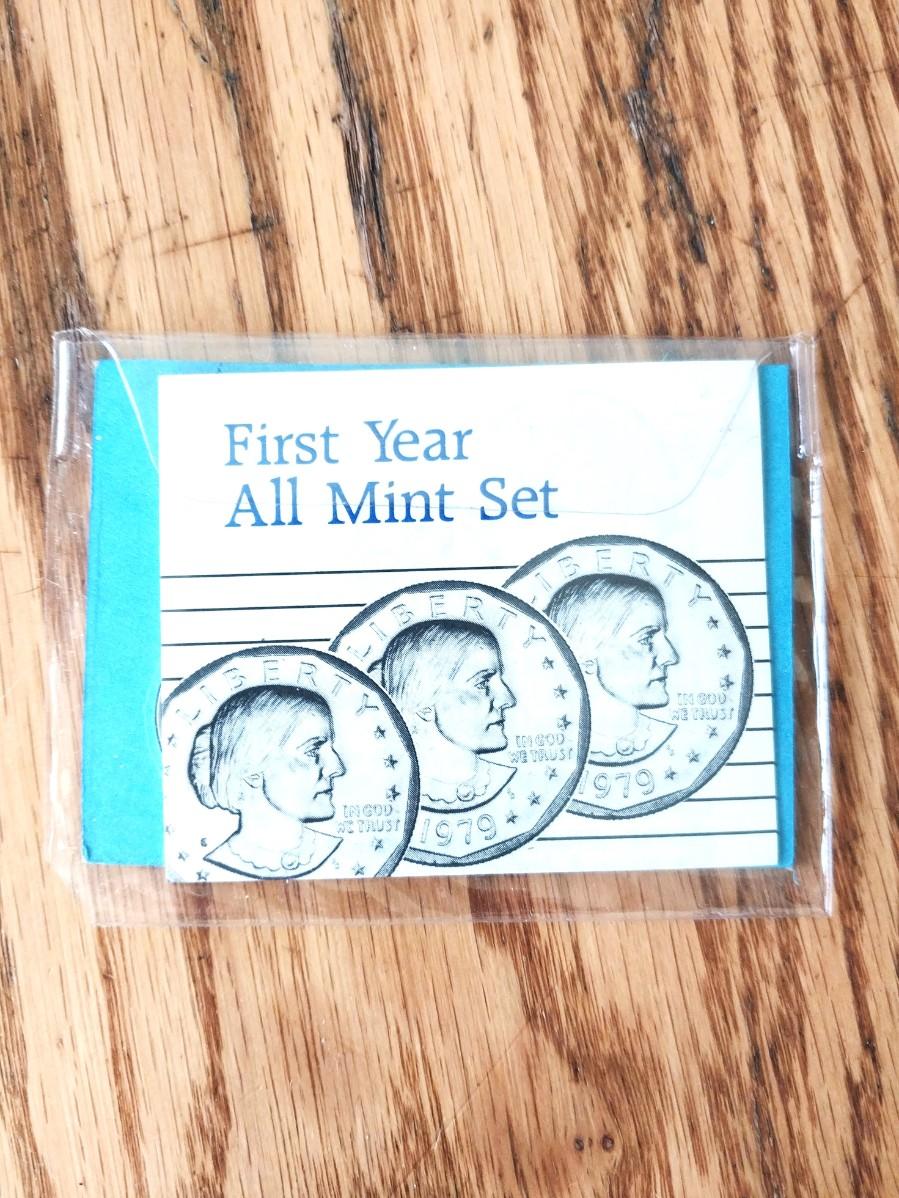 First Year
All Mint Set
LIBERTY
IN GOD
WE TRUST
LIBERTY
IN GOD
WE TRUST
1979
LIBERTY
IN GOD
WE TRUST
1979